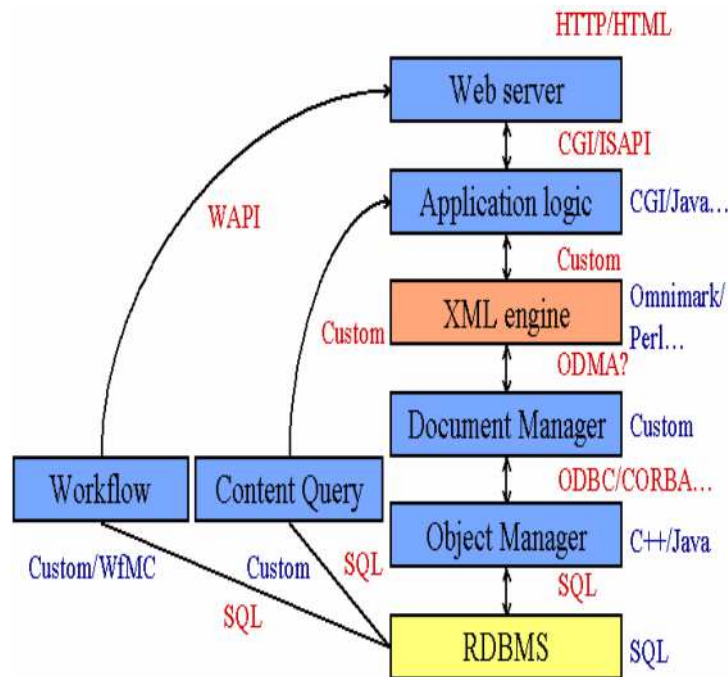 HTTP/HTML
Web server
CGI/ISAPI
WAPI
Application logic
CGI/Java...
Custom
Custom
XML engine
Omnimark/
Perl...
ODMA?
Document Manager
Custom
Workflow
Content Query
ODBC/CORBA...
Custom/WfMC
Custom
SQL
Object Manager
C++/Java
SQL
SQL
RDBMS
SQL